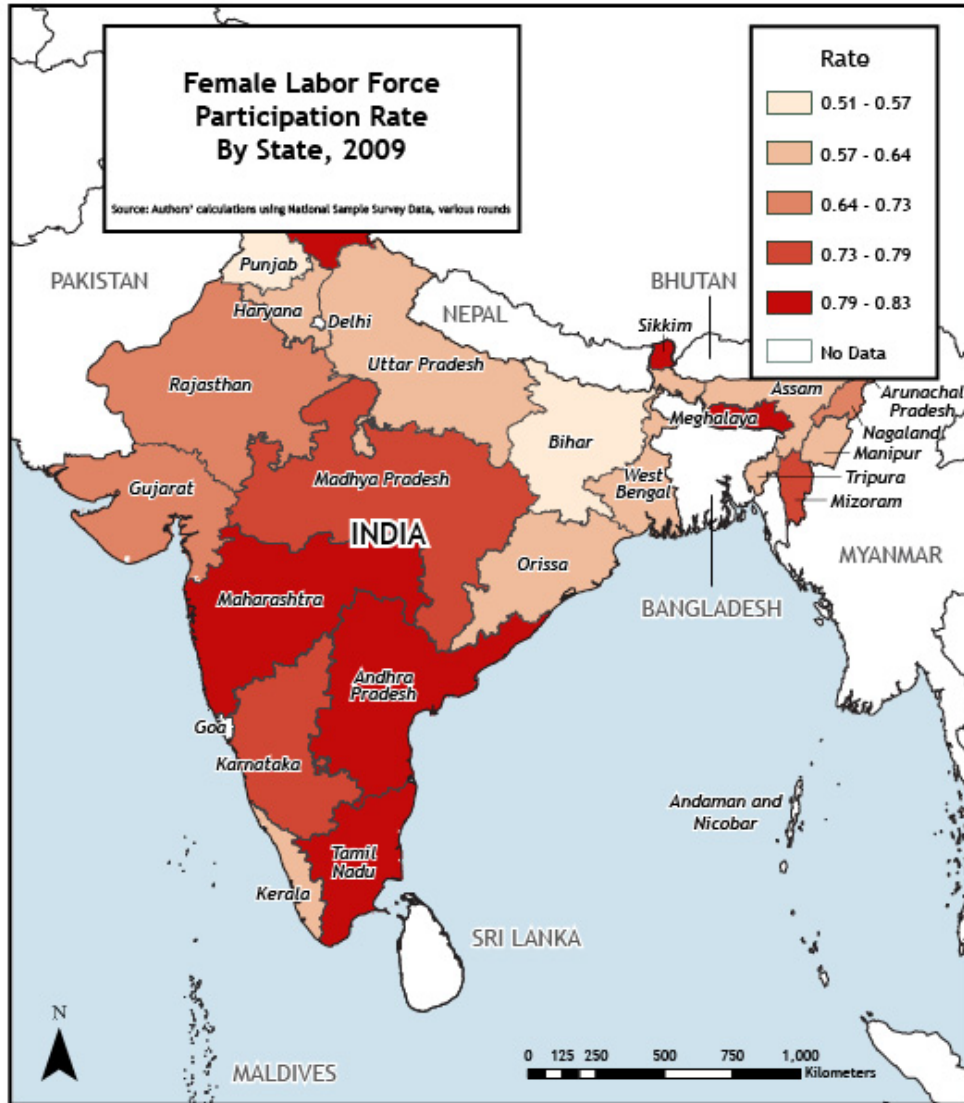 Female Labor Force
Participation Rate
By State, 2009
Source: Authors' calculations using National Sample Survey Data, various rounds
Rate
0.51 - 0.57
0.57 - 0.64
0.64 - 0.73
0.73 - 0.79
0.79 - 0.83
No Data
PAKISTAN
Punjab
Haryana
Delhi
NEPAL
BHUTAN
Sikkim
Uttar Pradesh
Rajasthan
Assam
Arunachal
Pradesh
Meghalaya
Nagaland
Bihar
Manipur
Tripura
Mizoram
West
Bengal
Gujarat
Madhya Pradesh
INDIA
Orissa
MYANMAR
BANGLADESH
Maharashtra
Andhra
Pradesh
Goa
Karnataka
Andaman and
Nicobar
Tamil
Nadu
Kerala
SRI LANKA
N
MALDIVES
0 125 250 500 750 1,000
Kilometers